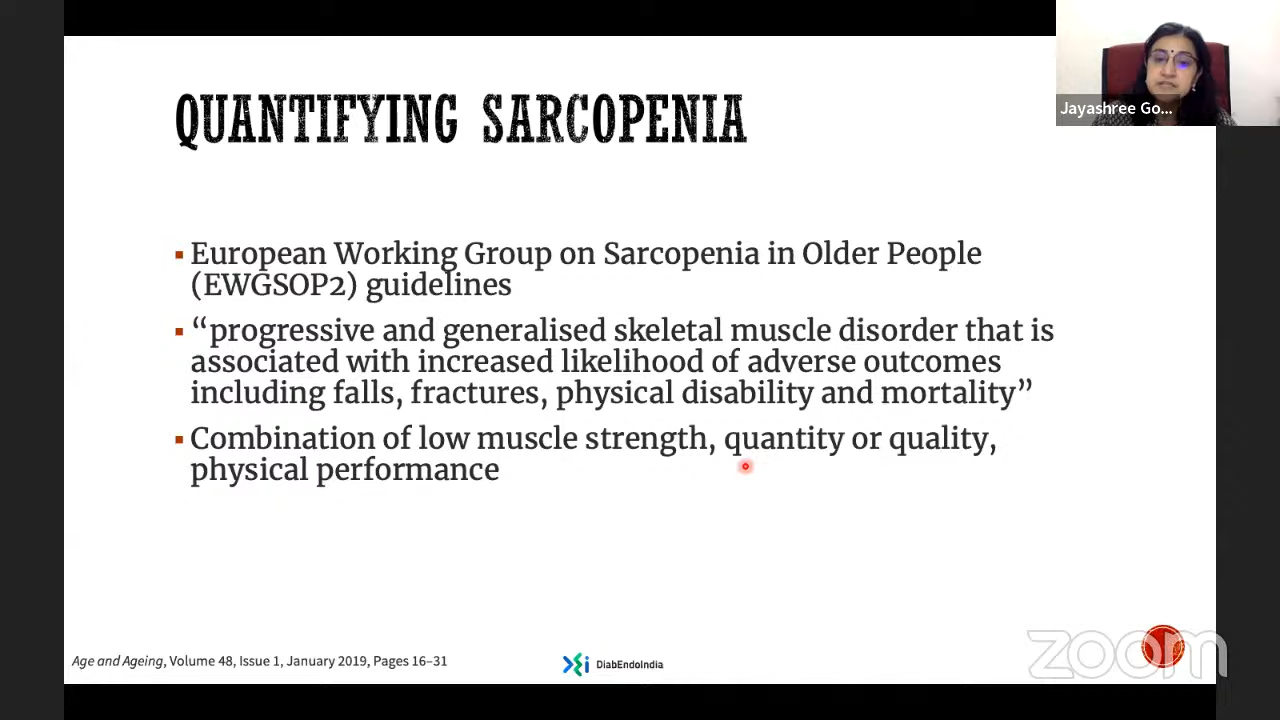 QUANTIFYING SARCOPENIA
Jayashree Go...
▪ European Working Group on Sarcopenia in Older People
(EWGSOP2) guidelines
▪ “progressive and generalised skeletal muscle disorder that is
associated with increased likelihood of adverse outcomes
including falls, fractures, physical disability and mortality”
▪ Combination of low muscle strength, quantity or quality,
physical performance
Age and Ageing, Volume 48, Issue 1, January 2019, Pages 16–31
DiabEndoIndia
zoom